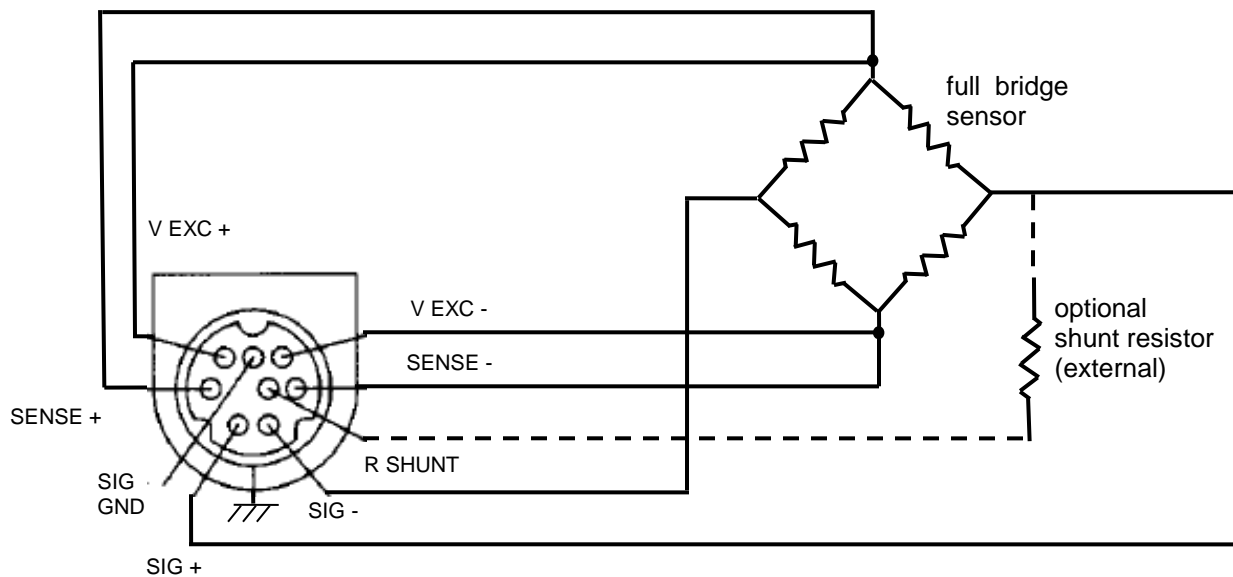 full bridge
sensor
V EXC +
V EXC -
optional
shunt resistor
(external)
SENSE -
SENSE +
R SHUNT
SIG
GND
SIG -
SIG +